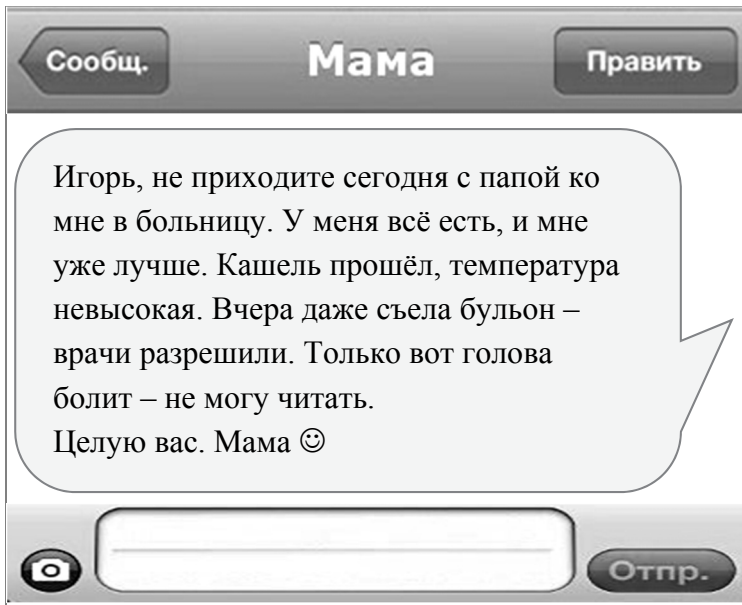 Сообщ. Мама Править
Игорь, не приходите сегодня с папой ко
мне в больницу. У меня всё есть, и мне
уже лучше. Кашель прошёл, температура
невысокая. Вчера даже съела бульон –
врачи разрешили. Только вот голова
болит – не могу читать.
Целую вас. Мама ☺
Отпр.